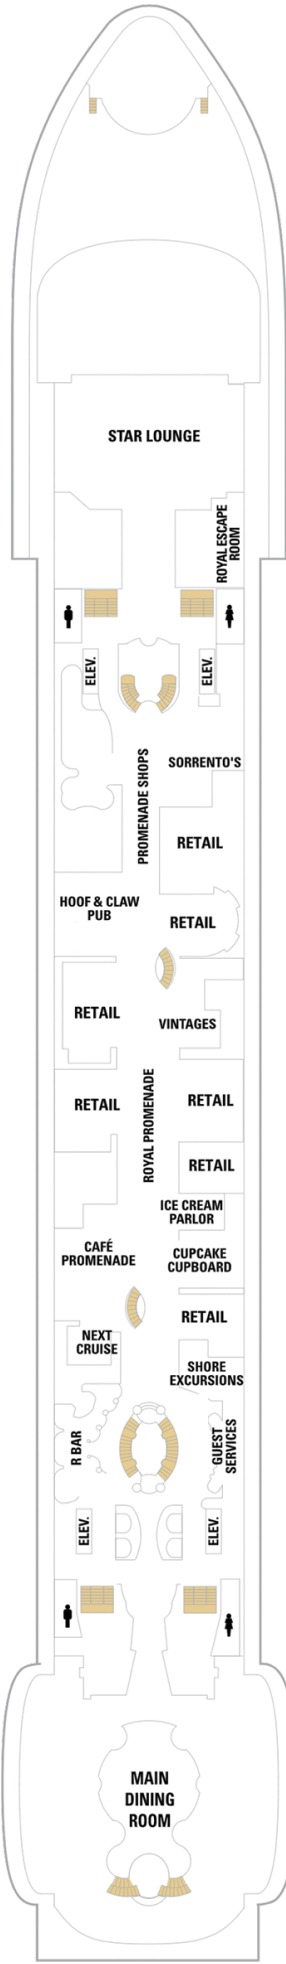 STAR LOUNGE
ROYAL ESCAPE
ROOM
ELEV.
ELEV.
PROMENADE SHOPS
SORRENTO'S
RETAIL
HOOF & CLAW
PUB
RETAIL
RETAIL
VINTAGES
ROYAL PROMENADE
RETAIL
RETAIL
RETAIL
ICE CREAM
PARLOR
CAFÉ
PROMENADE
CUPCAKE
CUPBOARD
RETAIL
NEXT
CRUISE
SHORE
EXCURSIONS
R BAR
GUEST
SERVICES
ELEV.
ELEV.
MAIN
DINING
ROOM